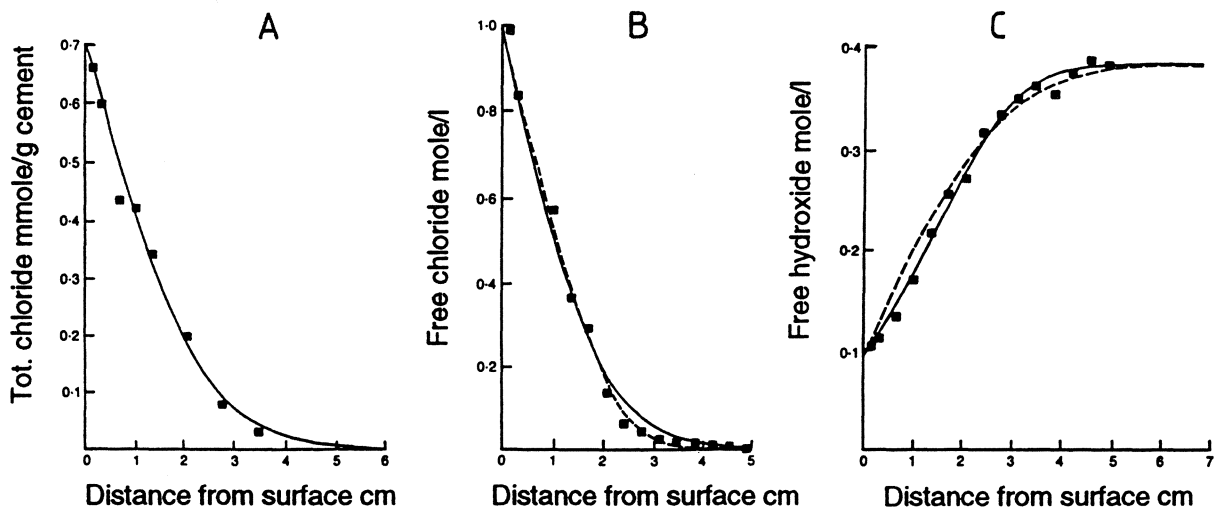 A
Tot. chloride mmole/g cement
0·7
0·6
0·5
0·4
0·3
0·2
0·1
0 1 2 3 4 5 6
Distance from surface cm
B
Free chloride mole/l
1·0
0·8
0·6
0·4
0·2
0 1 2 3 4 5
Distance from surface cm
C
Free hydroxide mole/l
0·4
0·3
0·2
0·1
0 1 2 3 4 5 6 7
Distance from surface cm